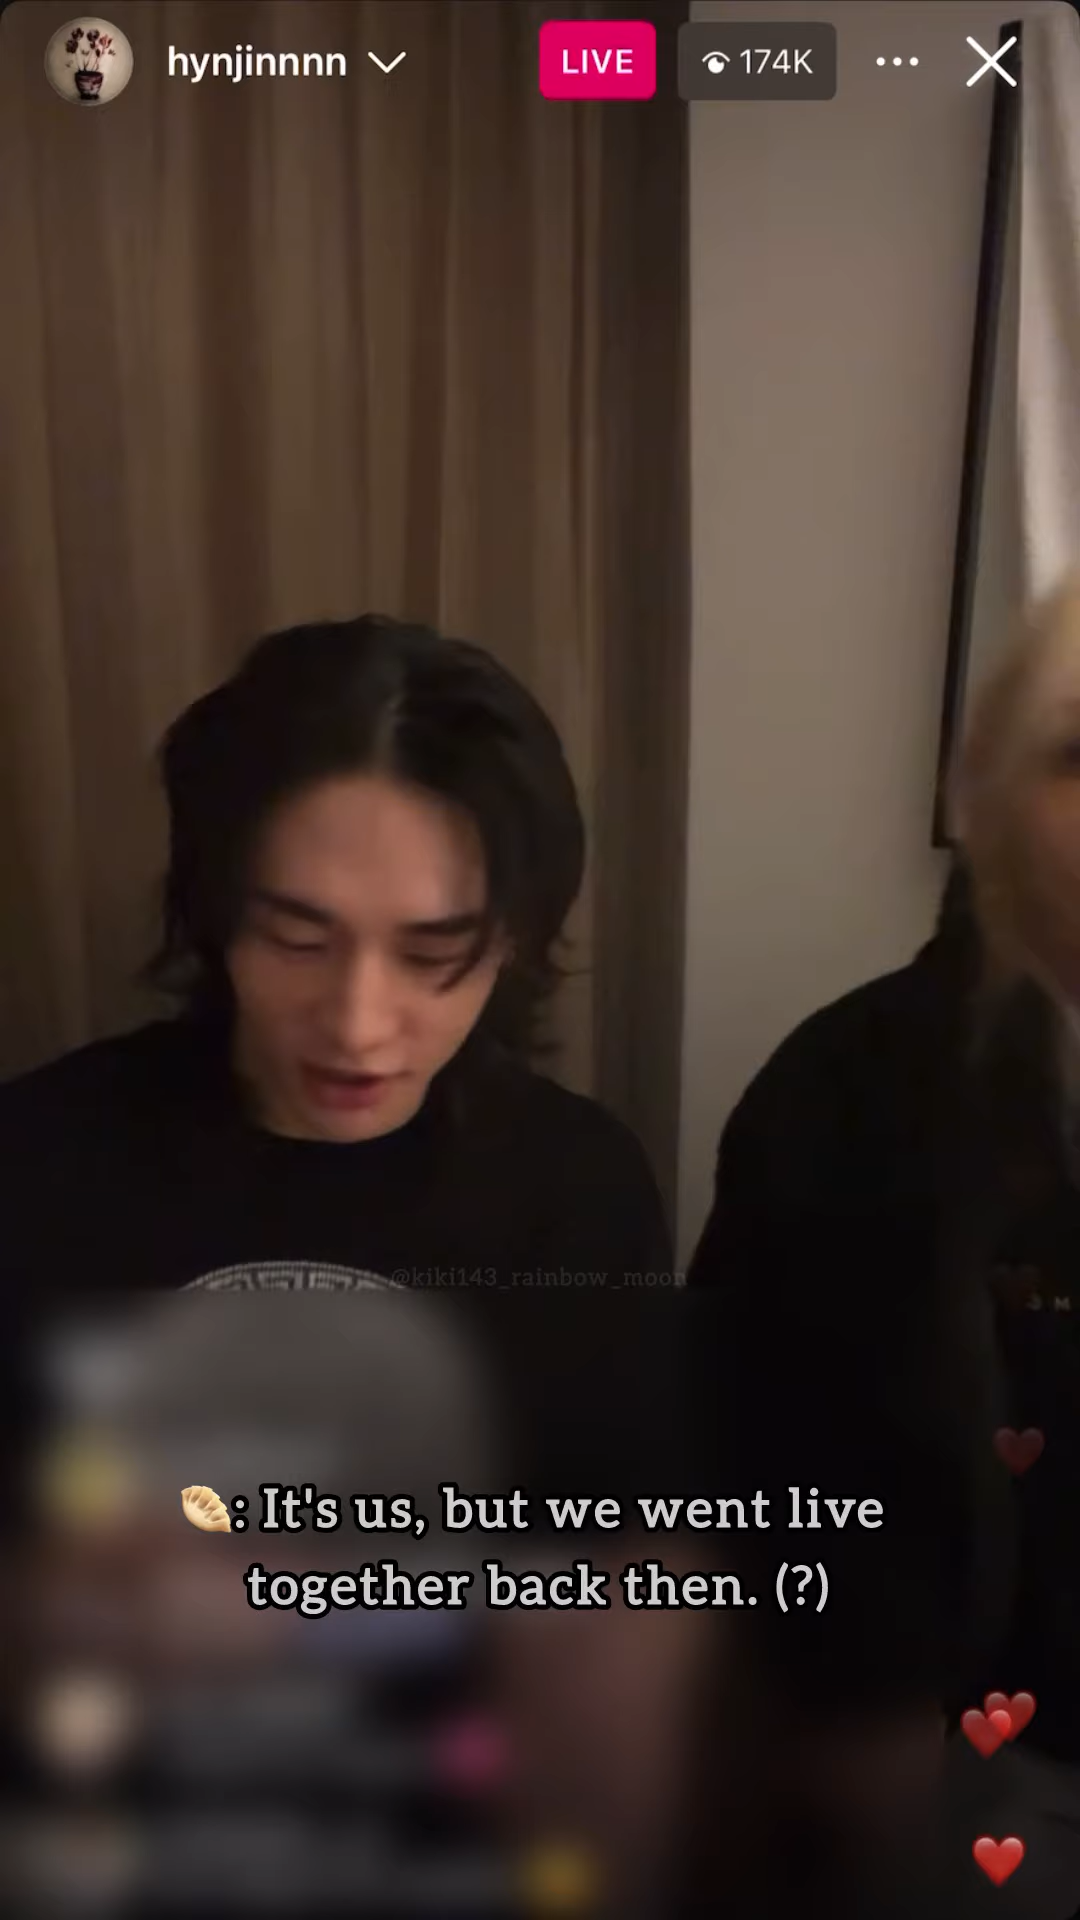 hynjinnnn
LIVE
174K
@kiki143_rainbow_moon
🥟: It's us, but we went live
together back then. (?)